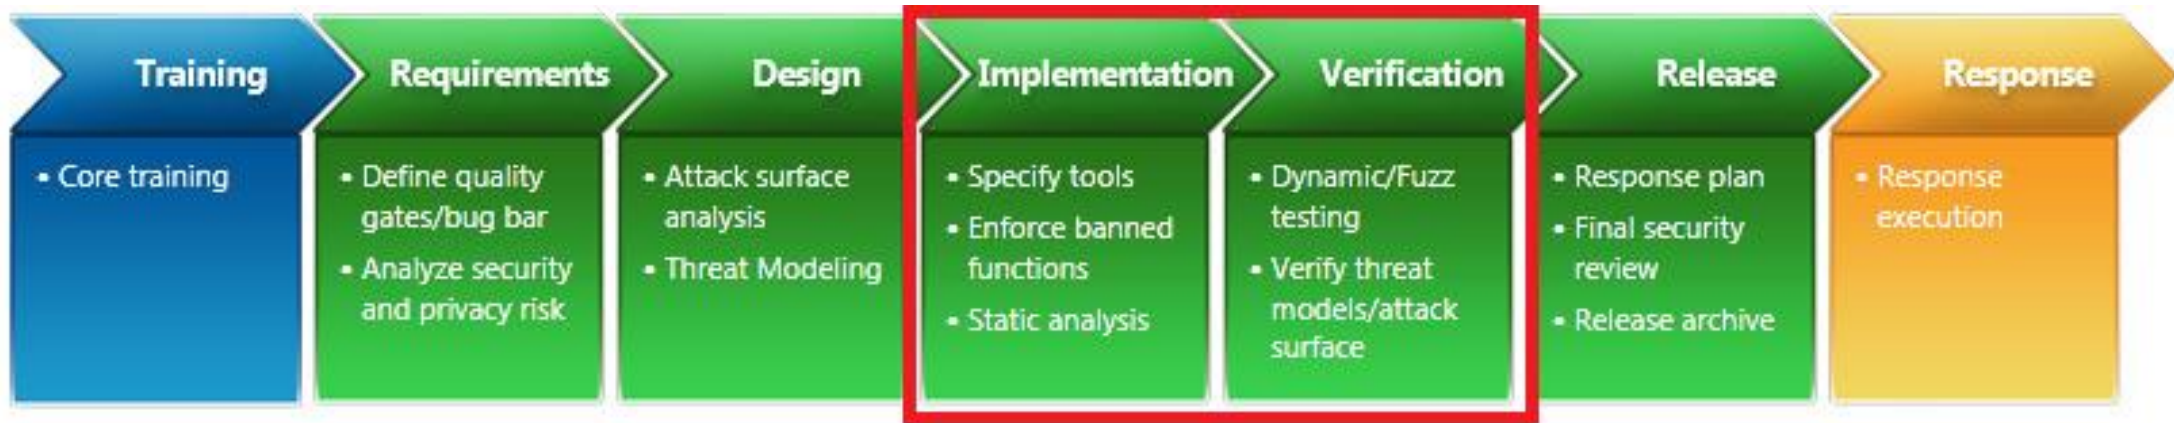 Training
• Core training
Requirements
• Define quality
gates/bug bar
• Analyze security
and privacy risk
Design
• Attack surface
analysis
• Threat Modeling
Implementation
• Specify tools
• Enforce banned
functions
• Static analysis
Verification
• Dynamic/Fuzz
testing
• Verify threat
models/attack
surface
Release
• Response plan
• Final security
review
• Release archive
Response
• Response
execution